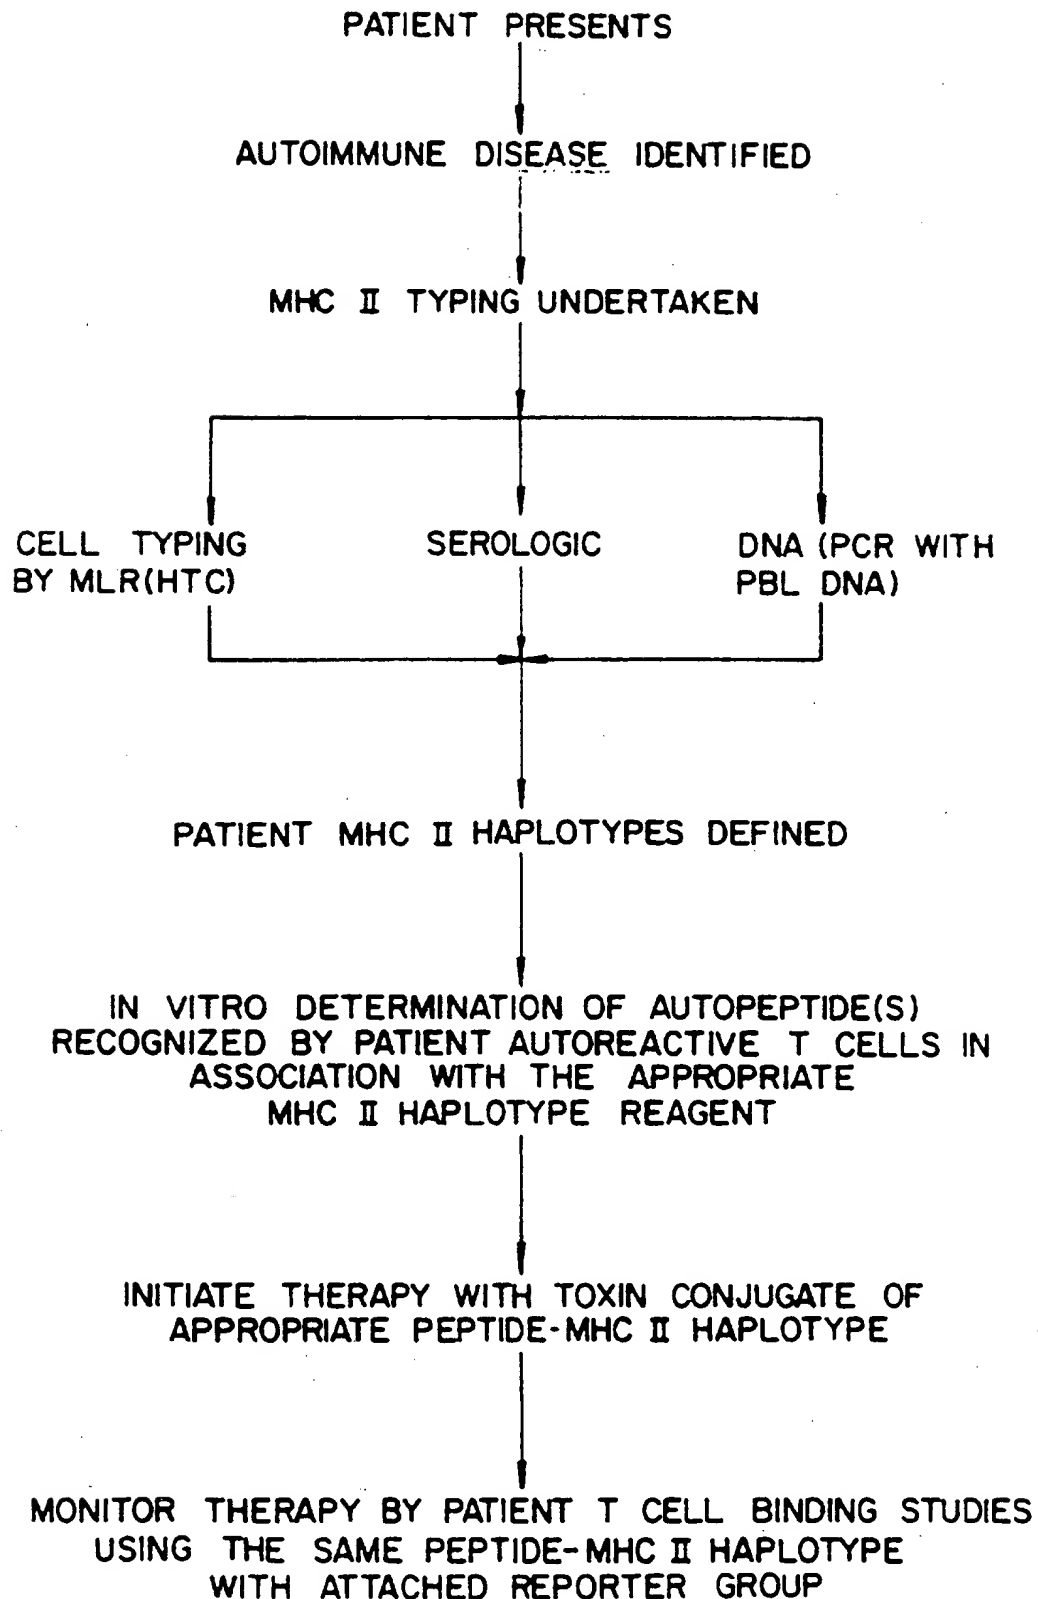 PATIENT PRESENTS
AUTOIMMUNE DISEASE IDENTIFIED
MHC II TYPING UNDERTAKEN
CELL TYPING
BY MLR(HTC)
SEROLOGIC
DNA (PCR WITH
PBL DNA)
PATIENT MHC II HAPLOTYPES DEFINED
IN VITRO DETERMINATION OF AUTOPEPTIDE(S)
RECOGNIZED BY PATIENT AUTOREACTIVE T CELLS IN
ASSOCIATION WITH THE APPROPRIATE
MHC II HAPLOTYPE REAGENT
INITIATE THERAPY WITH TOXIN CONJUGATE OF
APPROPRIATE PEPTIDE-MHC II HAPLOTYPE
MONITOR THERAPY BY PATIENT T CELL BINDING STUDIES
USING THE SAME PEPTIDE-MHC II HAPLOTYPE
WITH ATTACHED REPORTER GROUP